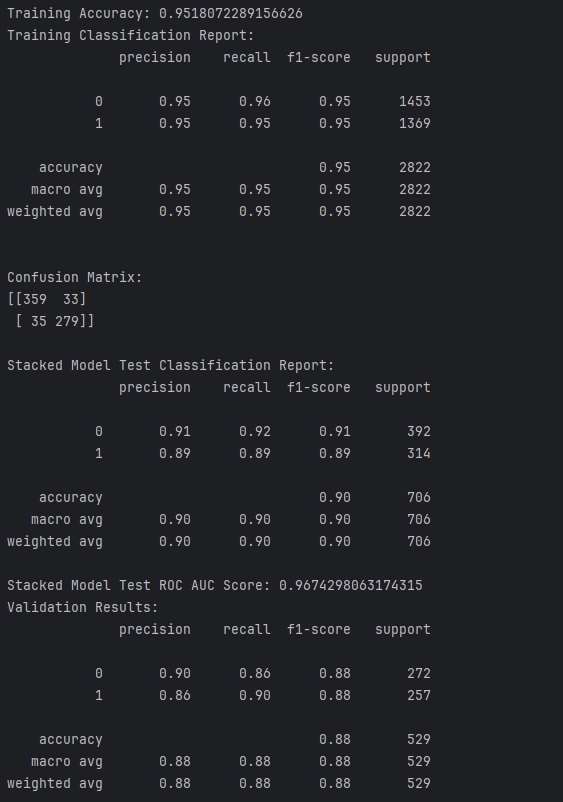 Training Accuracy: 0.9518072289156626
Training Classification Report:
              precision    recall  f1-score   support

           0       0.95      0.96      0.95      1453
           1       0.95      0.95      0.95      1369

    accuracy                           0.95      2822
   macro avg       0.95      0.95      0.95      2822
weighted avg       0.95      0.95      0.95      2822


Confusion Matrix:
[[359  33]
 [ 35 279]]

Stacked Model Test Classification Report:
              precision    recall  f1-score   support

           0       0.91      0.92      0.91       392
           1       0.89      0.89      0.89       314

    accuracy                           0.90       706
   macro avg       0.90      0.90      0.90       706
weighted avg       0.90      0.90      0.90       706

Stacked Model Test ROC AUC Score: 0.9674298063174315
Validation Results:
              precision    recall  f1-score   support

           0       0.90      0.86      0.88       272
           1       0.86      0.90      0.88       257

    accuracy                           0.88       529
   macro avg       0.88      0.88      0.88       529
weighted avg       0.88      0.88      0.88       529